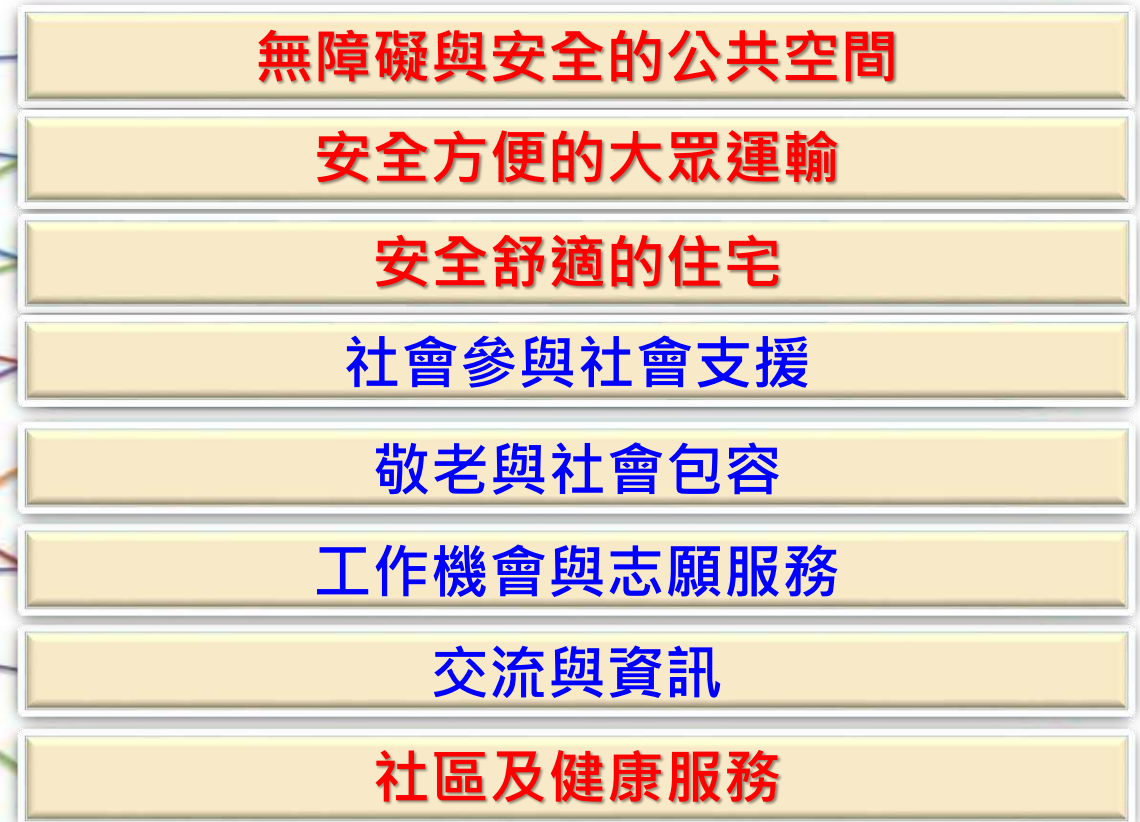 無障礙與安全的公共空間
安全方便的大眾運輸
安全舒適的住宅
社會參與社會支援
敬老與社會包容
工作機會與志願服務
交流與資訊
社區及健康服務